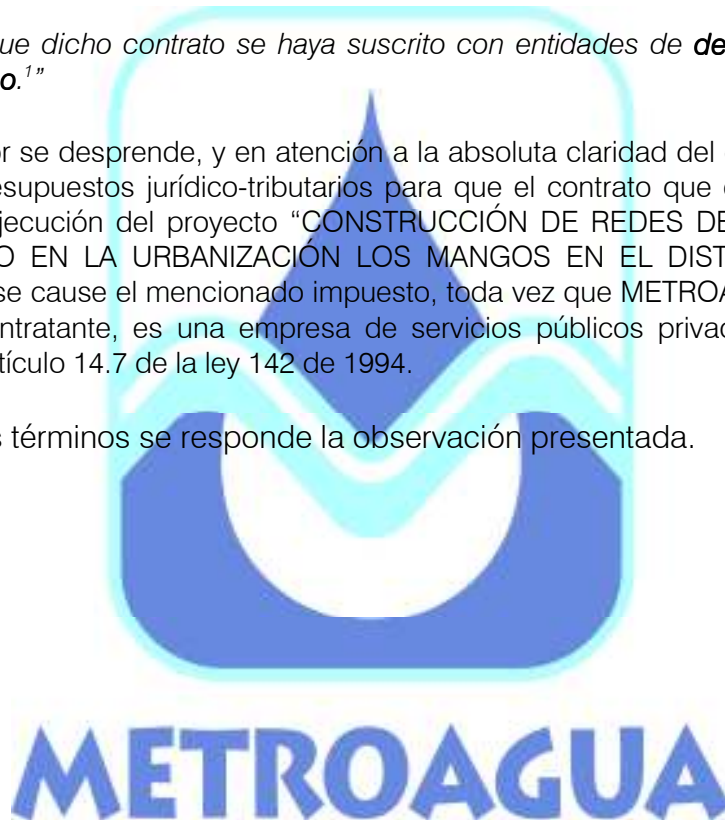 ue dicho contrato se haya suscrito con entidades de de
o.¹”
or se desprende, y en atención a la absoluta claridad del
supuestos jurídico-tributarios para que el contrato que
jecución del proyecto “CONSTRUCCIÓN DE REDES DE
O EN LA URBANIZACIÓN LOS MANGOS EN EL DIST
se cause el mencionado impuesto, toda vez que METROA
ontratante, es una empresa de servicios públicos priva
tículo 14.7 de la ley 142 de 1994.
s términos se responde la observación presentada.
METROAGUA